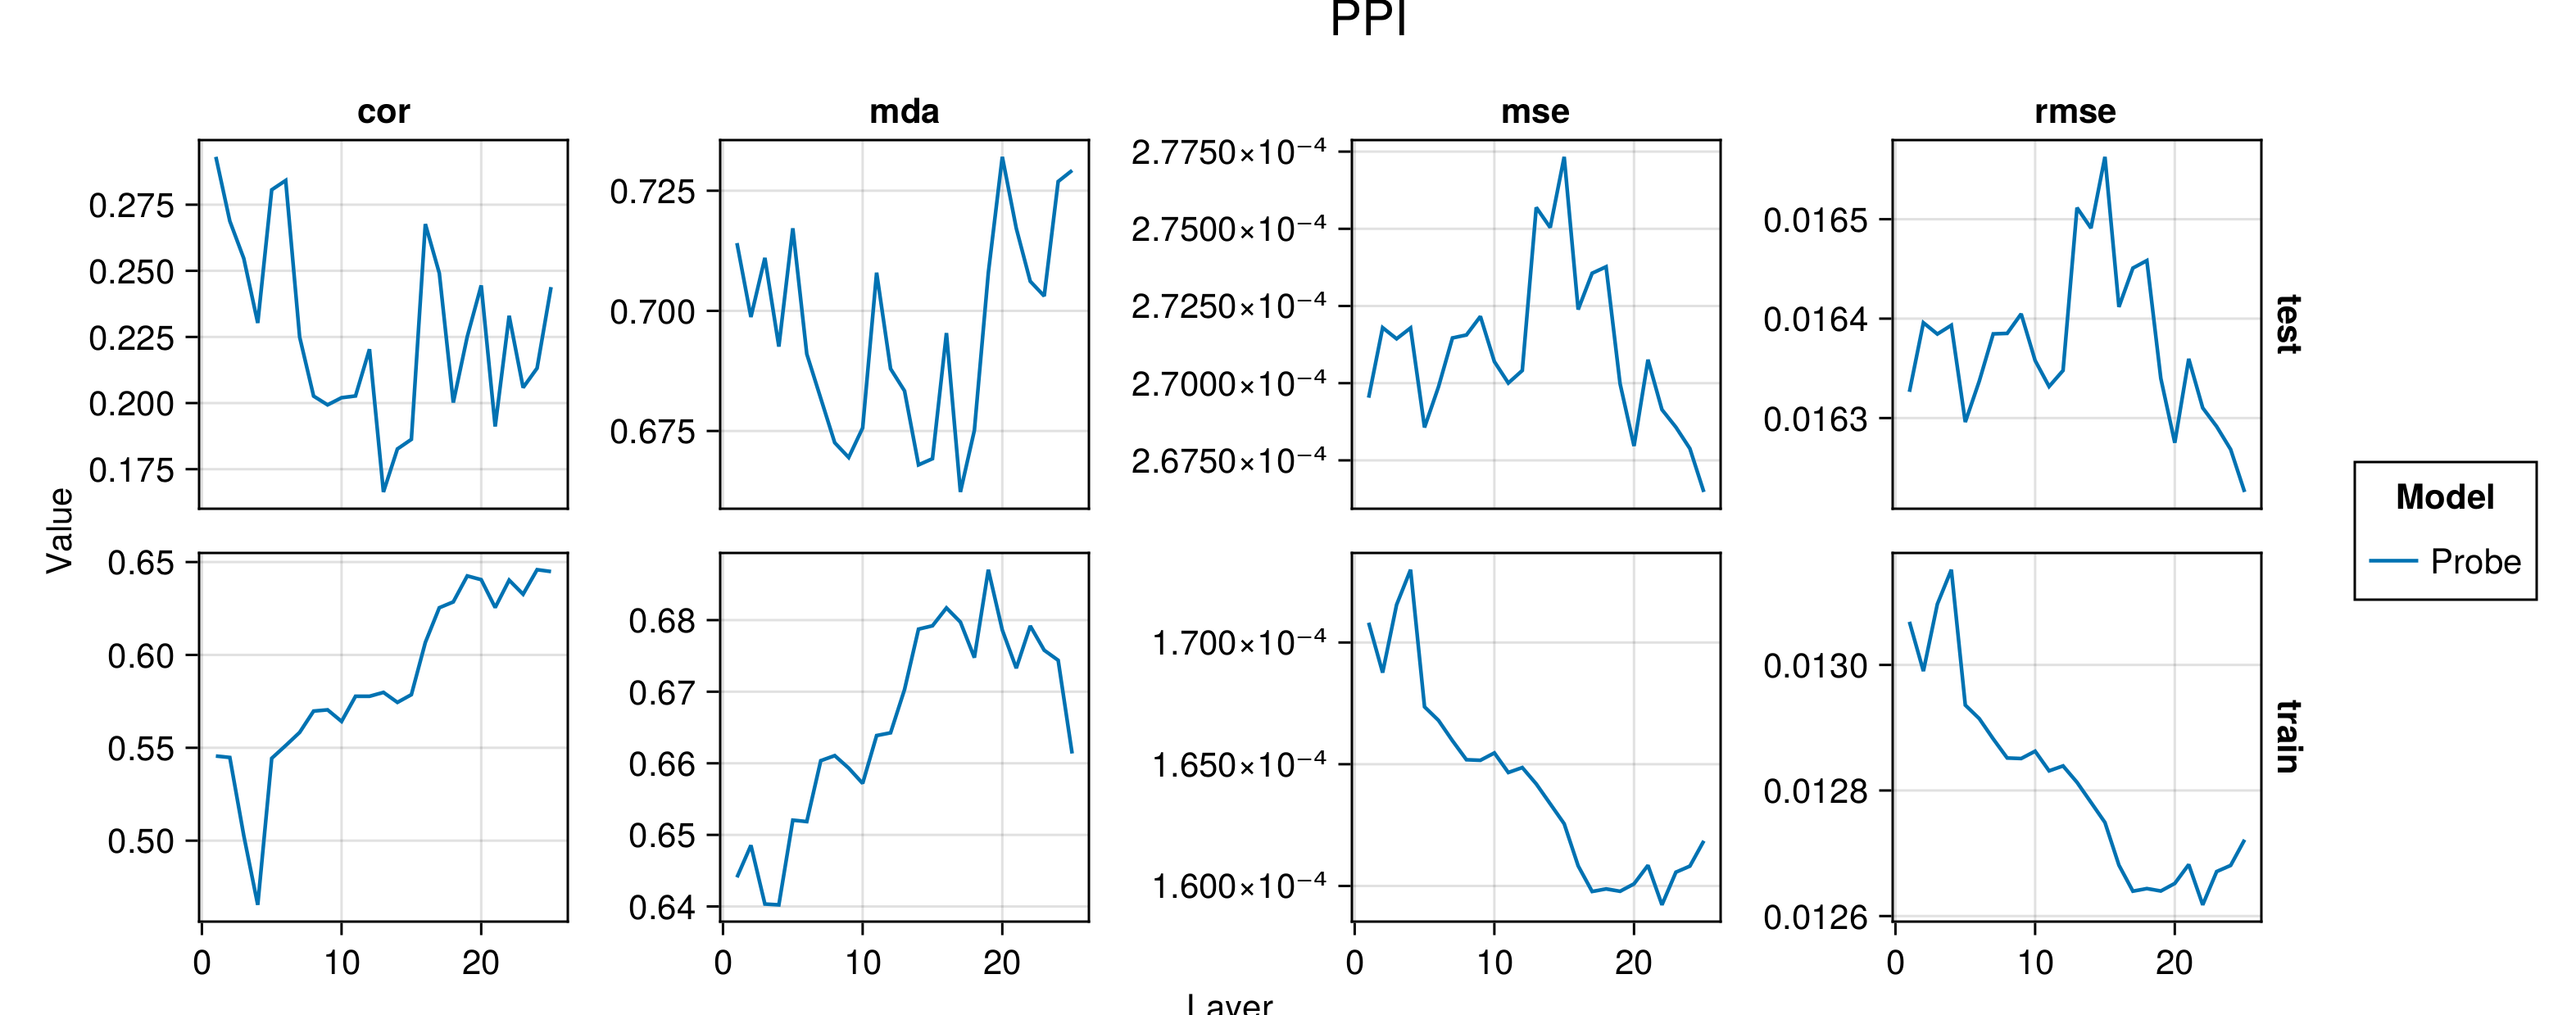 PPI
cor
mda
mse
rmse
0.275
0.250
0.225
0.200
0.175
0.725
0.700
0.675
2.7750×10⁻⁴
2.7500×10⁻⁴
2.7250×10⁻⁴
2.7000×10⁻⁴
2.6750×10⁻⁴
0.0165
0.0164
0.0163
test
Value
0.65
0.60
0.55
0.50
0.68
0.67
0.66
0.65
0.64
1.700×10⁻⁴
1.650×10⁻⁴
1.600×10⁻⁴
0.0130
0.0128
0.0126
train
0 10 20
0 10 20
0 10 20
0 10 20
Layer
Model
Probe